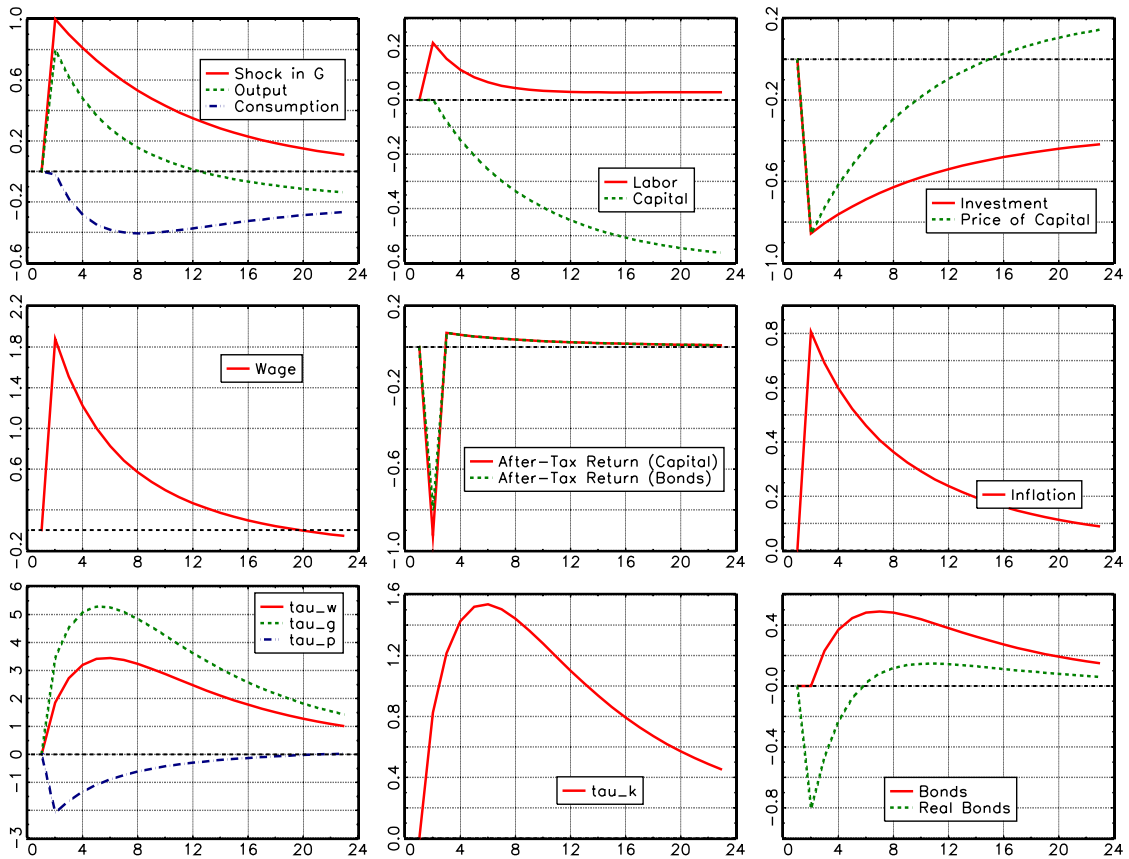 1.0
0.6
0.2
−0.2
−0.6
Shock in G
Output
Consumption
0 4 8 12 16 20 24
0.2
−0.0
−0.2
−0.4
−0.6
Labor
Capital
0 4 8 12 16 20 24
−0.2
−0.6
−1.0
Investment
Price of Capital
0 4 8 12 16 20 24
2.2
1.8
1.4
1.0
0.6
−0.2
Wage
0 4 8 12 16 20 24
0.2
−0.2
−0.6
−1.0
After−Tax Return (Capital)
After−Tax Return (Bonds)
0 4 8 12 16 20 24
0.8
0.6
0.4
0.2
0.0
Inflation
0 4 8 12 16 20 24
6
5
4
3
2
1
0
−1
−3
tau_w
tau_g
tau_p
0 4 8 12 16 20 24
1.6
1.2
0.8
0.4
0.0
tau_k
0 4 8 12 16 20 24
0.4
−0.0
−0.4
−0.8
Bonds
Real Bonds
0 4 8 12 16 20 24